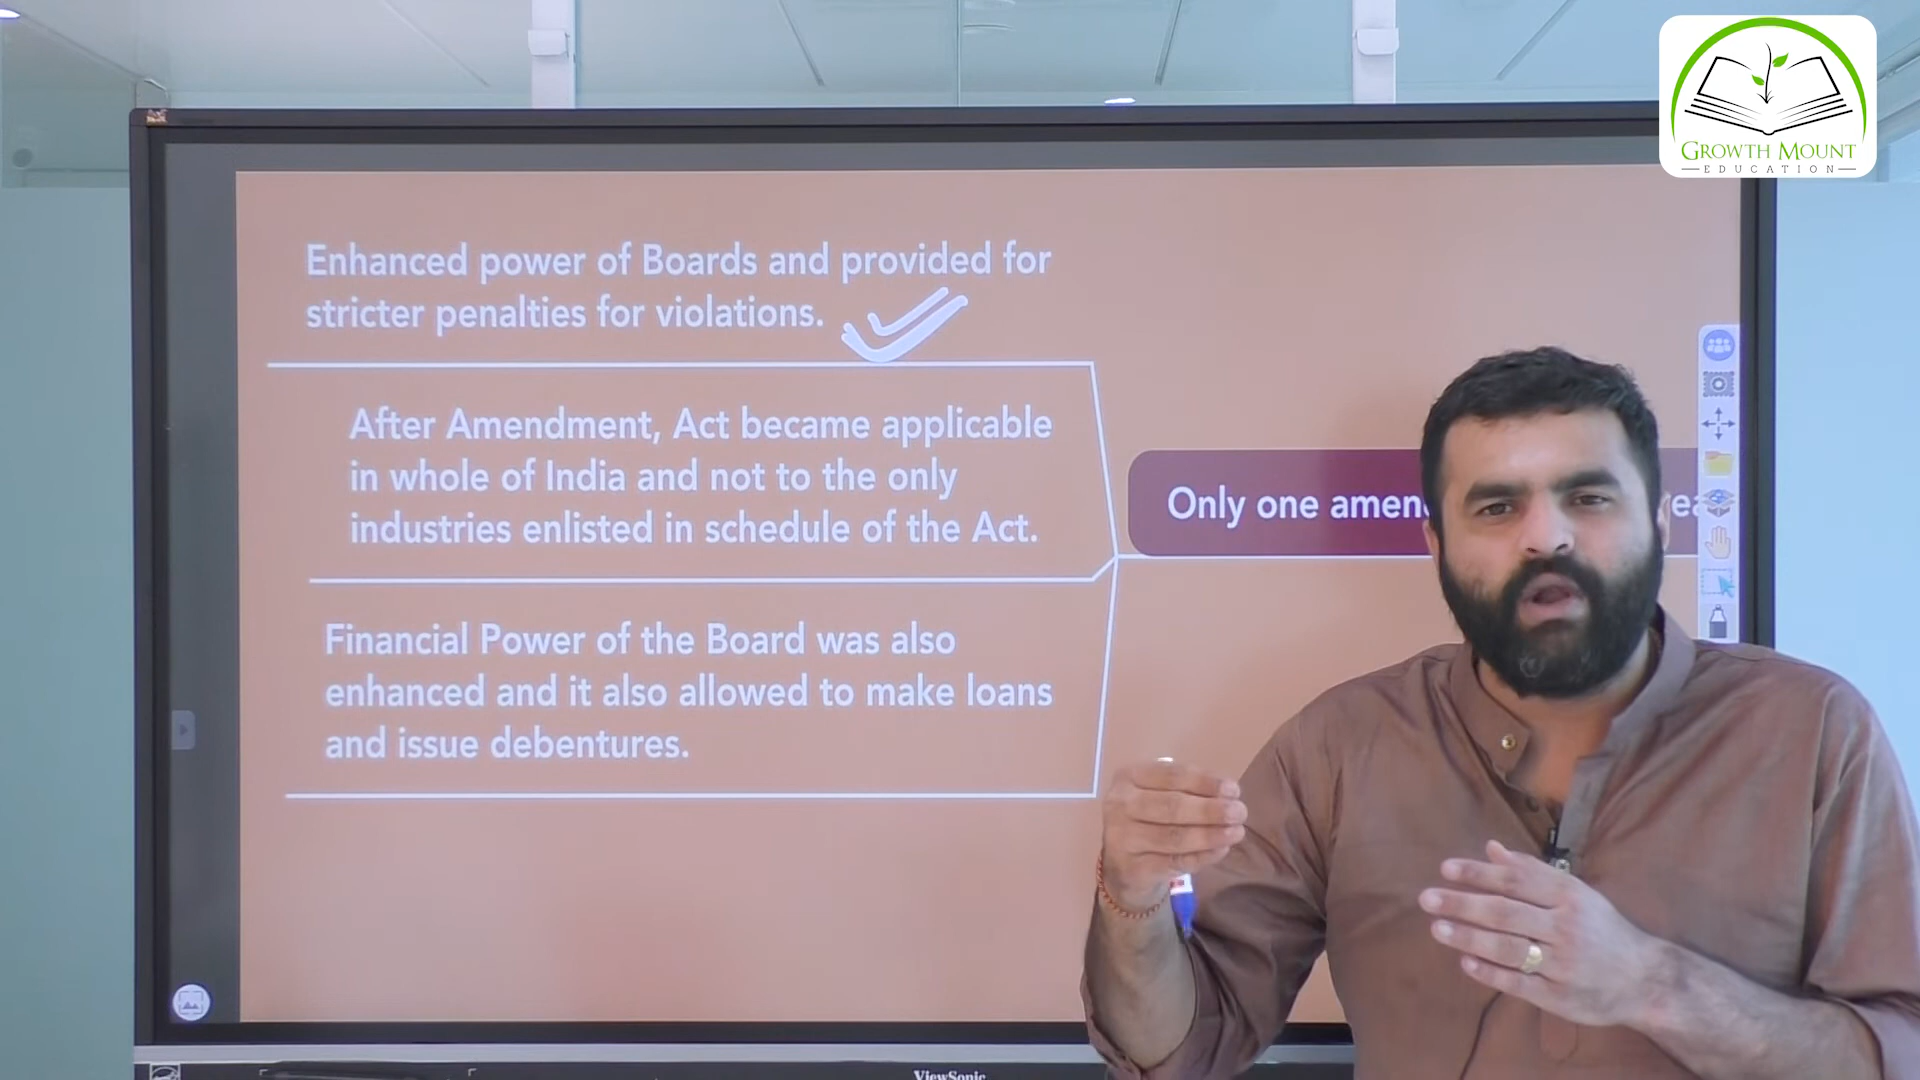 GROWTH MOUNT
EDUCATION
Enhanced power of Boards and provided for
stricter penalties for violations.
After Amendment, Act became applicable
in whole of India and not to the only
industries enlisted in schedule of the Act.
Only one
Financial Power of the Board was also
enhanced and it also allowed to make loans
and issue debentures.
ViewSonic